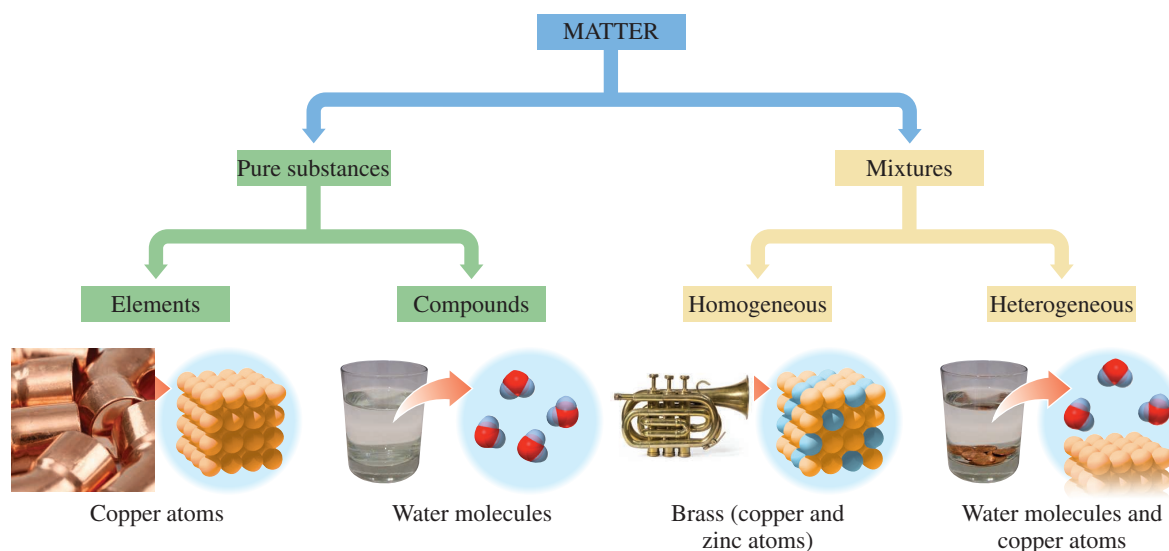 MATTER
Pure substances
Mixtures
Elements
Compounds
Homogeneous
Heterogeneous
Copper atoms
Water molecules
Brass (copper and
zinc atoms)
Water molecules and
copper atoms